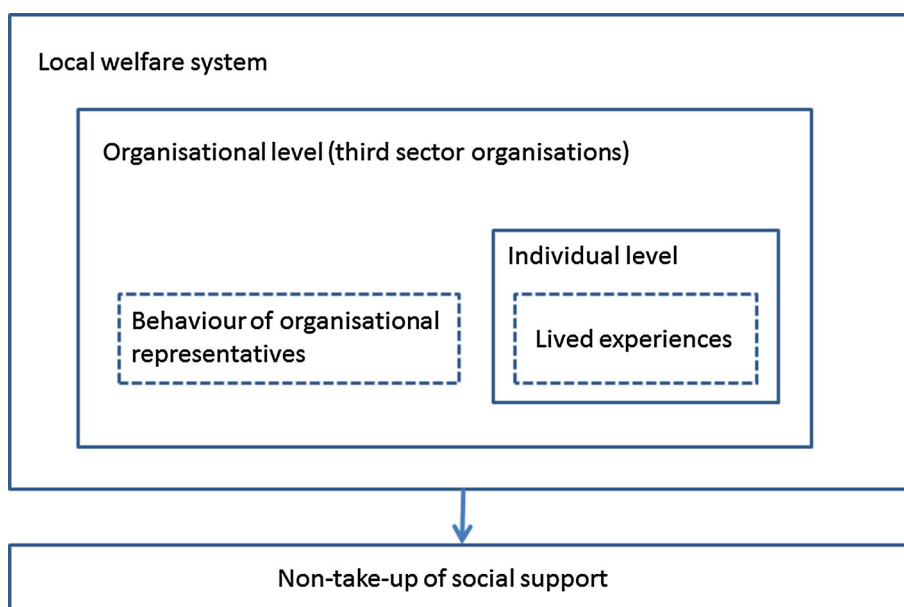 Local welfare system
Organisational level (third sector organisations)
Individual level
Behaviour of organisational
representatives
Lived experiences
Non-take-up of social support